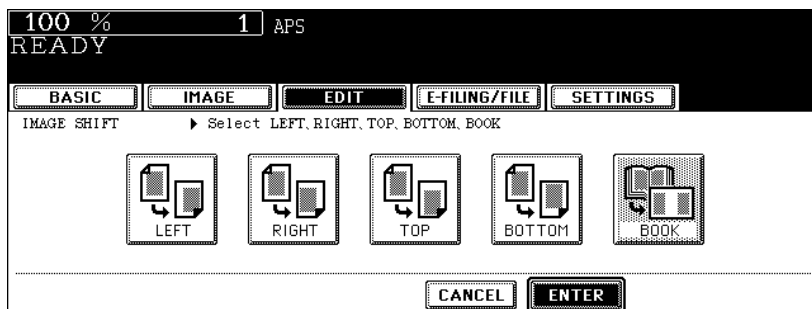 100 % 1 APS
READY
BASIC IMAGE EDIT E-FILING/FILE SETTINGS
IMAGE SHIFT ▶ Select LEFT, RIGHT, TOP, BOTTOM, BOOK
LEFT RIGHT TOP BOTTOM BOOK
CANCEL ENTER